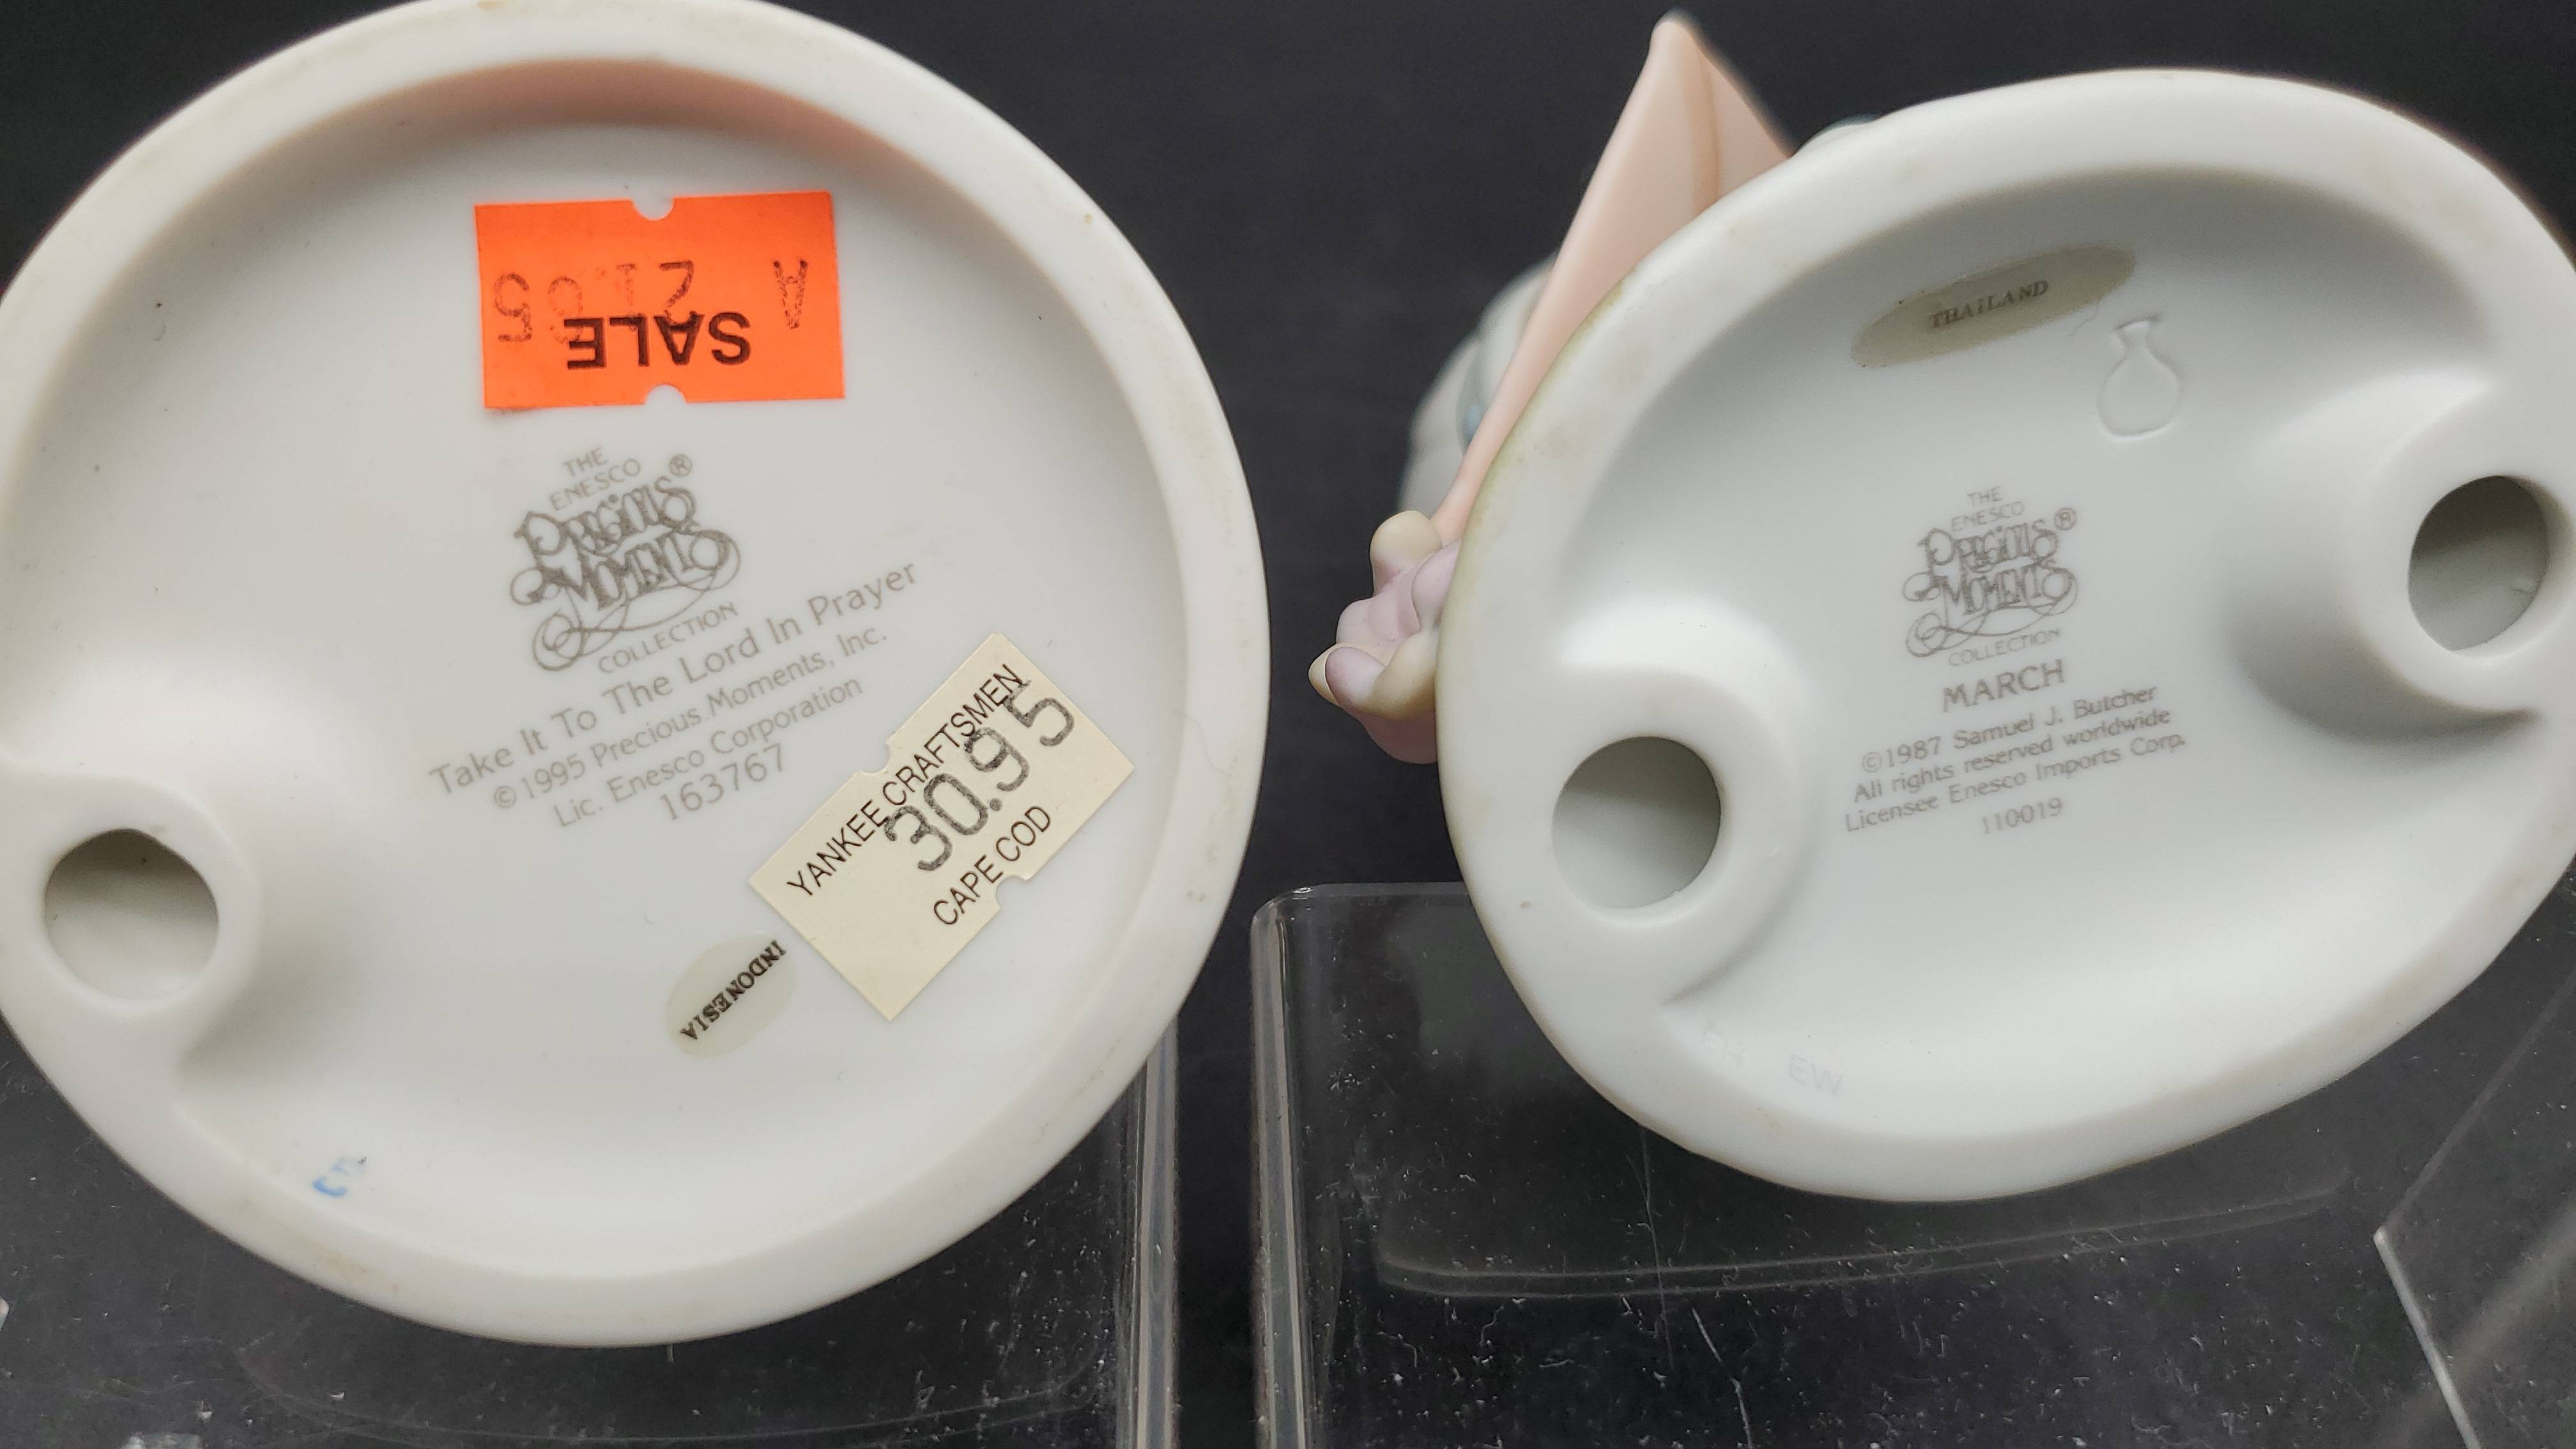 SALE
A
THE
ENESCO
PRECIOUS
MOMENTS®
COLLECTION
Take It To The Lord In Prayer
©1995 Precious Moments, Inc.
Lic. Enesco Corporation
163767
YANKEE CRAFTSMEN
30.95
CAPE COD
INDONESIA
THAILAND
THE
ENESCO
PRECIOUS
MOMENTS®
COLLECTION
MARCH
©1987 Samuel J. Butcher
All rights reserved worldwide
Licensee Enesco Imports Corp.
110019
EW